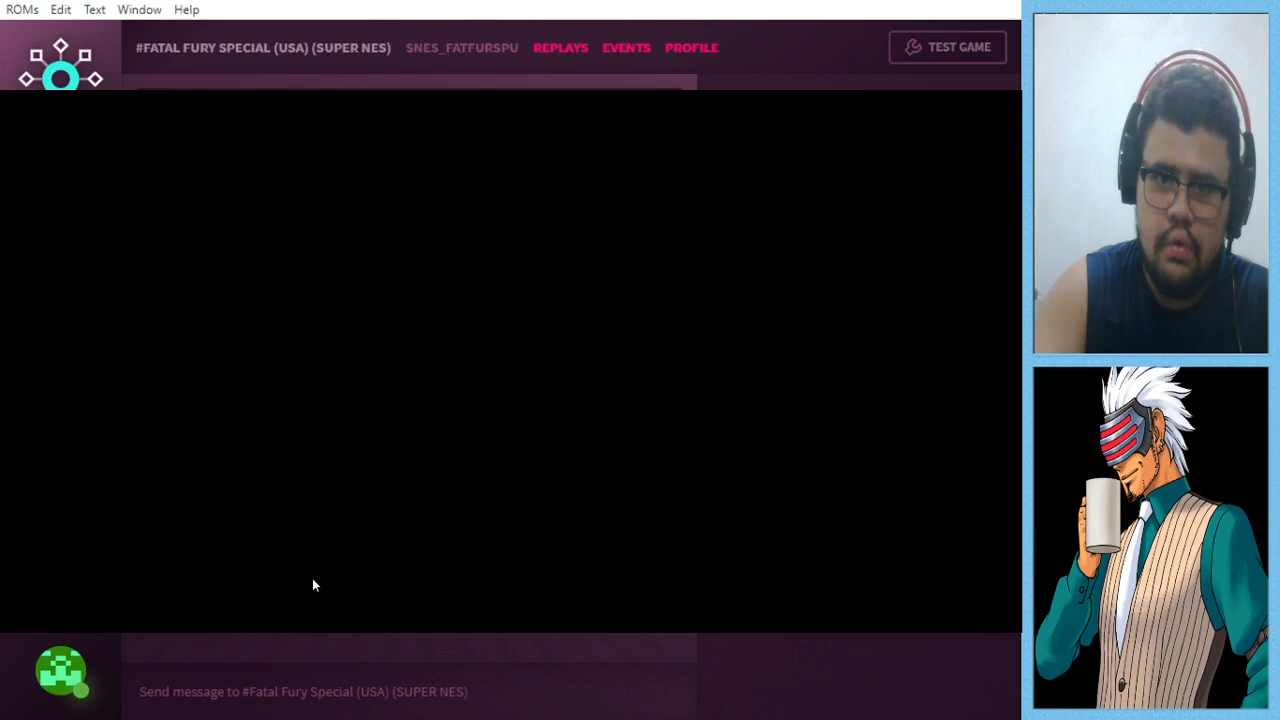 ROMs Edit Text Window Help
#FATAL FURY SPECIAL (USA) (SUPER NES) SNES_FATFURSPU REPLAYS EVENTS PROFILE TEST GAME
Send message to #Fatal Fury Special (USA) (SUPER NES)